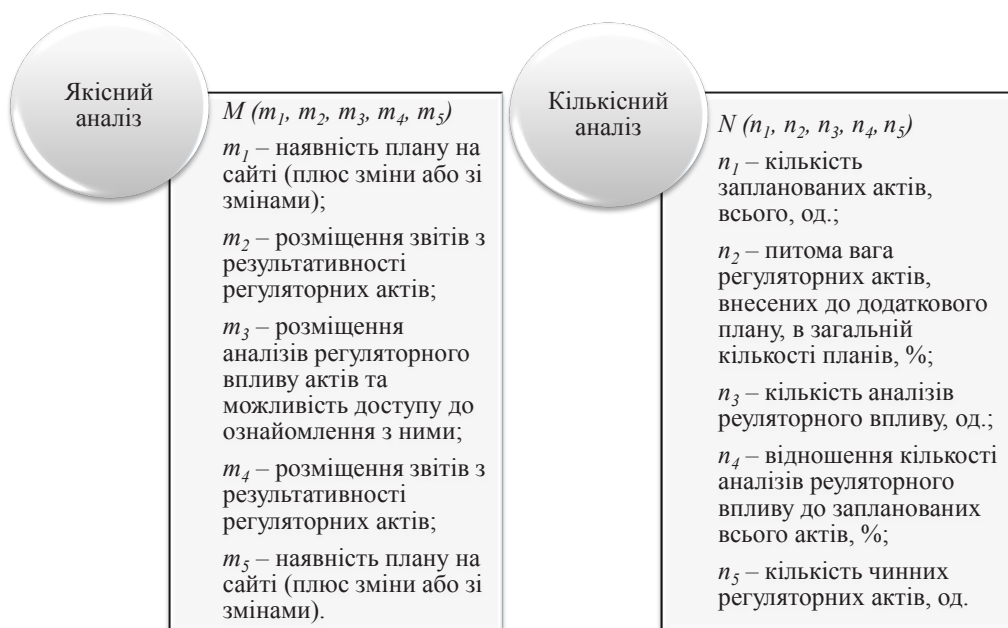 Якісний
аналіз
M (m1, m2, m3, m4, m5)
m1 – наявність плану на
сайті (плюс зміни або зі
змінами);
m2 – розміщення звітів з
результативності
регуляторних актів;
m3 – розміщення
аналізів регуляторного
впливу актів та
можливість доступу до
ознайомлення з ними;
m4 – розміщення звітів з
результативності
регуляторних актів;
m5 – наявність плану на
сайті (плюс зміни або зі
змінами).
Кількісний
аналіз
N (n1, n2, n3, n4, n5)
n1 – кількість
запланованих актів,
всього, од.;
n2 – питома вага
регуляторних актів,
внесених до додаткового
плану, в загальній
кількості планів, %;
n3 – кількість аналізів
реуляторного впливу, од.;
n4 – відношення кількості
аналізів реуляторного
впливу до запланованих
всього актів, %;
n5 – кількість чинних
регуляторних актів, од.